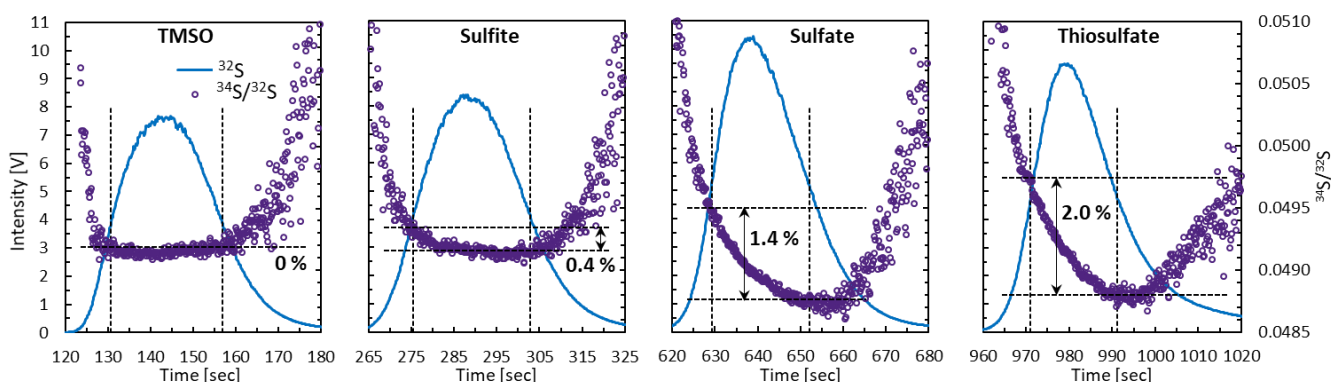 TMSO
Sulfite
Sulfate
Thiosulfate
32S
34S/32S
Intensity [V]
11
10
9
8
7
6
5
4
3
2
1
0
0 %
0.4 %
1.4 %
2.0 %
0.0510
0.0505
0.0500
0.0495
0.0490
0.0485
34S/32S
120 130 140 150 160 170 180
265 275 285 295 305 315 325
620 630 640 650 660 670 680
960 970 980 990 1000 1010 1020
Time [sec]
Time [sec]
Time [sec]
Time [sec]